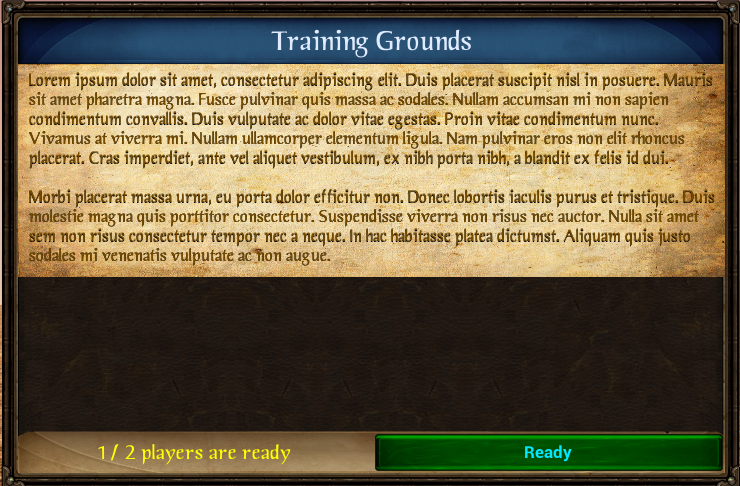 Training Grounds
Lorem ipsum dolor sit amet, consectetur adipiscing elit. Duis placerat suscipit nisl in posuere. Mauris
sit amet pharetra magna. Fusce pulvinar quis massa ac sodales. Nullam accumsan mi non sapien
condimentum convallis. Duis vulputate ac dolor vitae egestas. Proin vitae condimentum nunc.
Vivamus at viverra mi. Nullam ullamcorper elementum ligula. Nam pulvinar eros non elit rhoncus
placerat. Cras imperdiet, ante vel aliquet vestibulum, ex nibh porta nibh, a blandit ex felis id dui.
Morbi placerat massa urna, eu porta dolor efficitur non. Donec lobortis iaculis purus et tristique. Duis
molestie magna quis porttitor consectetur. Suspendisse viverra non risus nec auctor. Nulla sit amet
sem non risus consectetur tempor nec a neque. In hac habitasse platea dictumst. Aliquam quis justo
sodales mi venenatis vulputate ac non augue.
1 / 2 players are ready
Ready